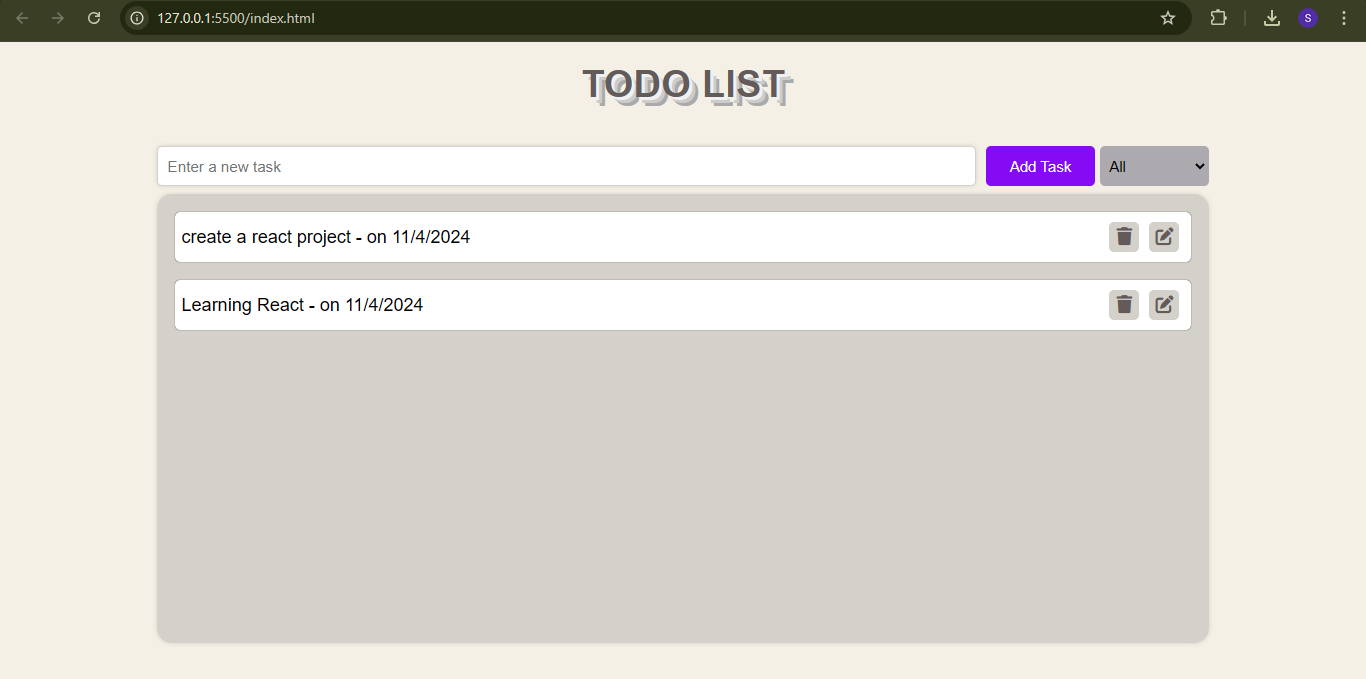 127.0.0.1:5500/index.html
S
TODO LIST
Enter a new task
Add Task
All
create a react project - on 11/4/2024
Learning React - on 11/4/2024